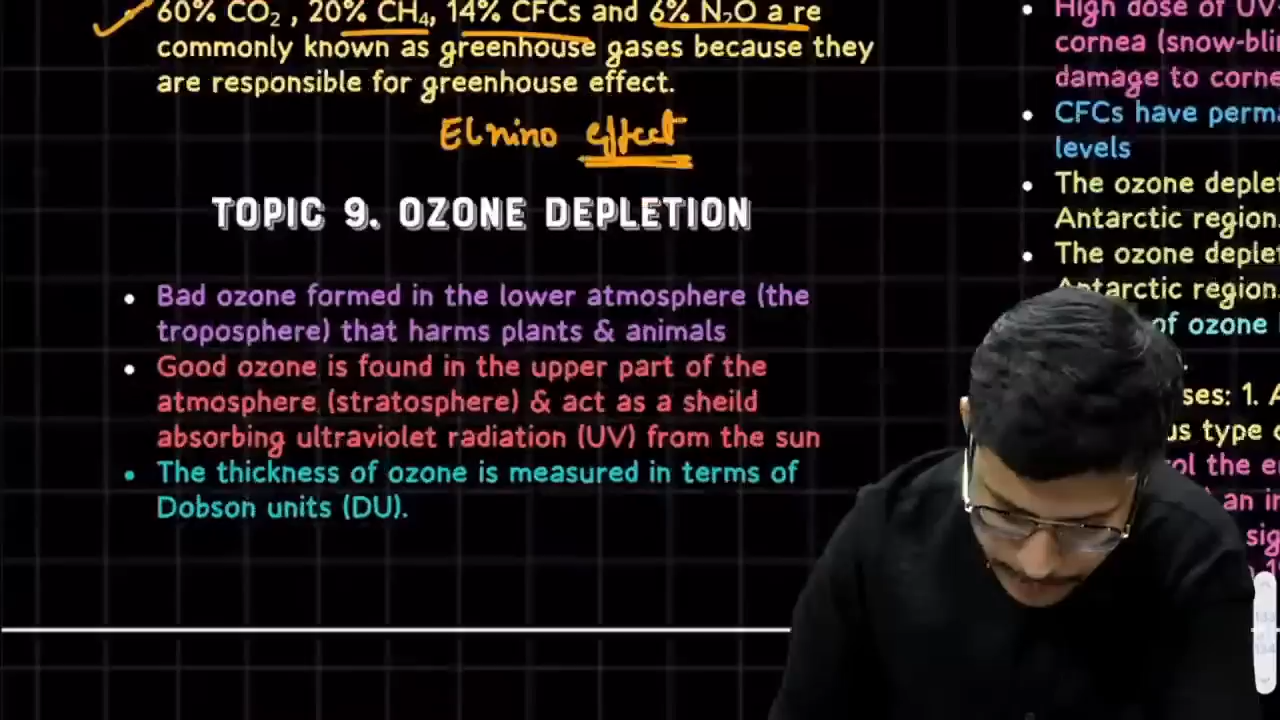 60% CO₂ , 20% CH₄, 14% CFCs and 6% N₂O a re
commonly known as greenhouse gases because they
are responsible for greenhouse effect.
El nino effect
TOPIC 9. OZONE DEPLETION
• Bad ozone formed in the lower atmosphere (the
troposphere) that harms plants & animals
• Good ozone is found in the upper part of the
atmosphere (stratosphere) & act as a sheild
absorbing ultraviolet radiation (UV) from the sun
• The thickness of ozone is measured in terms of
Dobson units (DU).
• High dose of UV-
cornea (snow-bli
damage to corne
• CFCs have perma
levels
• The ozone deplet
Antarctic region.
• The ozone deplet
Antarctic region.
of ozone
ses: 1. A
us type
ol the e
an i
sig